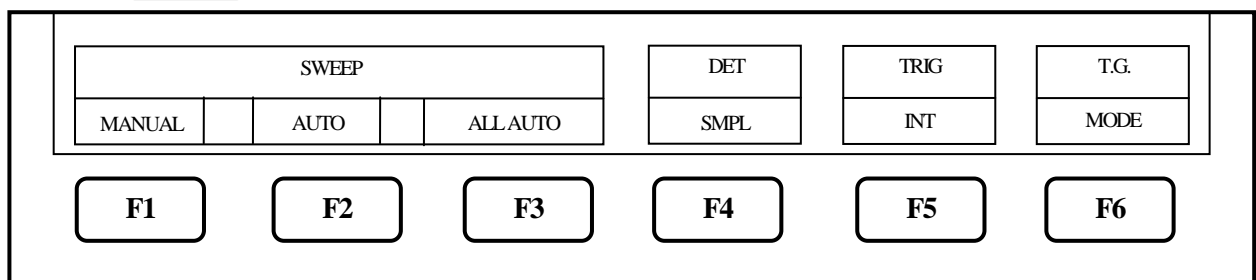 SWEEP DET TRIG T.G.
MANUAL AUTO ALL AUTO SMPL INT MODE
F1 F2 F3 F4 F5 F6